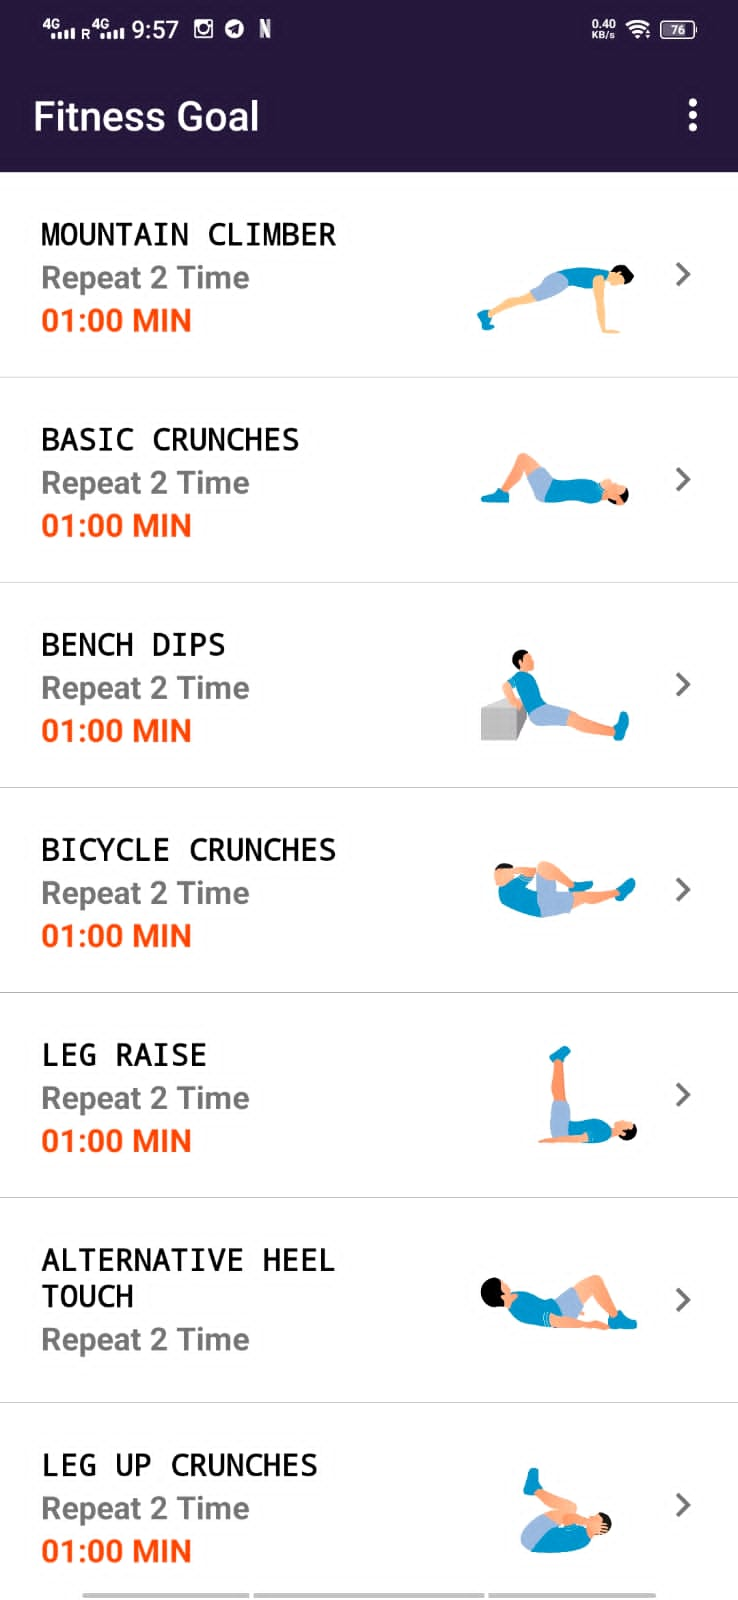 4G R 4G 9:57 N 0.40 KB/s 76
Fitness Goal
MOUNTAIN CLIMBER
Repeat 2 Time
01:00 MIN
BASIC CRUNCHES
Repeat 2 Time
01:00 MIN
BENCH DIPS
Repeat 2 Time
01:00 MIN
BICYCLE CRUNCHES
Repeat 2 Time
01:00 MIN
LEG RAISE
Repeat 2 Time
01:00 MIN
ALTERNATIVE HEEL
TOUCH
Repeat 2 Time
LEG UP CRUNCHES
Repeat 2 Time
01:00 MIN